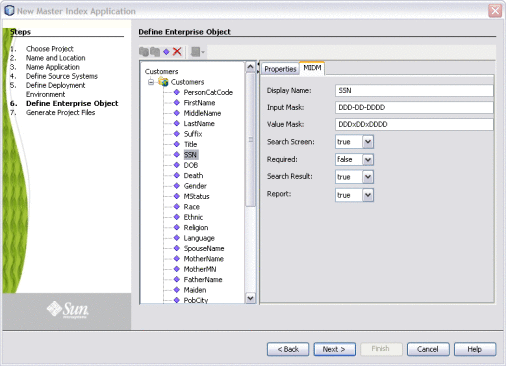 New Master Index Application
Steps
1. Choose Project
2. Name and Location
3. Name Application
4. Define Source Systems
5. Define Deployment
Environment
6. Define Enterprise Object
7. Generate Project Files
Sun
Define Enterprise Object
Customers
Customers
PersonCatCode
FirstName
MiddleName
LastName
Suffix
Title
SSN
DOB
Death
Gender
MStatus
Race
Ethnic
Religion
Language
SpouseName
MotherName
MotherMN
FatherName
Maiden
PobCity
Properties MIDM
Display Name: SSN
Input Mask: DDD-DD-DDDD
Value Mask: DDDxDDxDDDD
Search Screen: true
Required: false
Search Result: true
Report: true
< Back Next > Finish Cancel Help